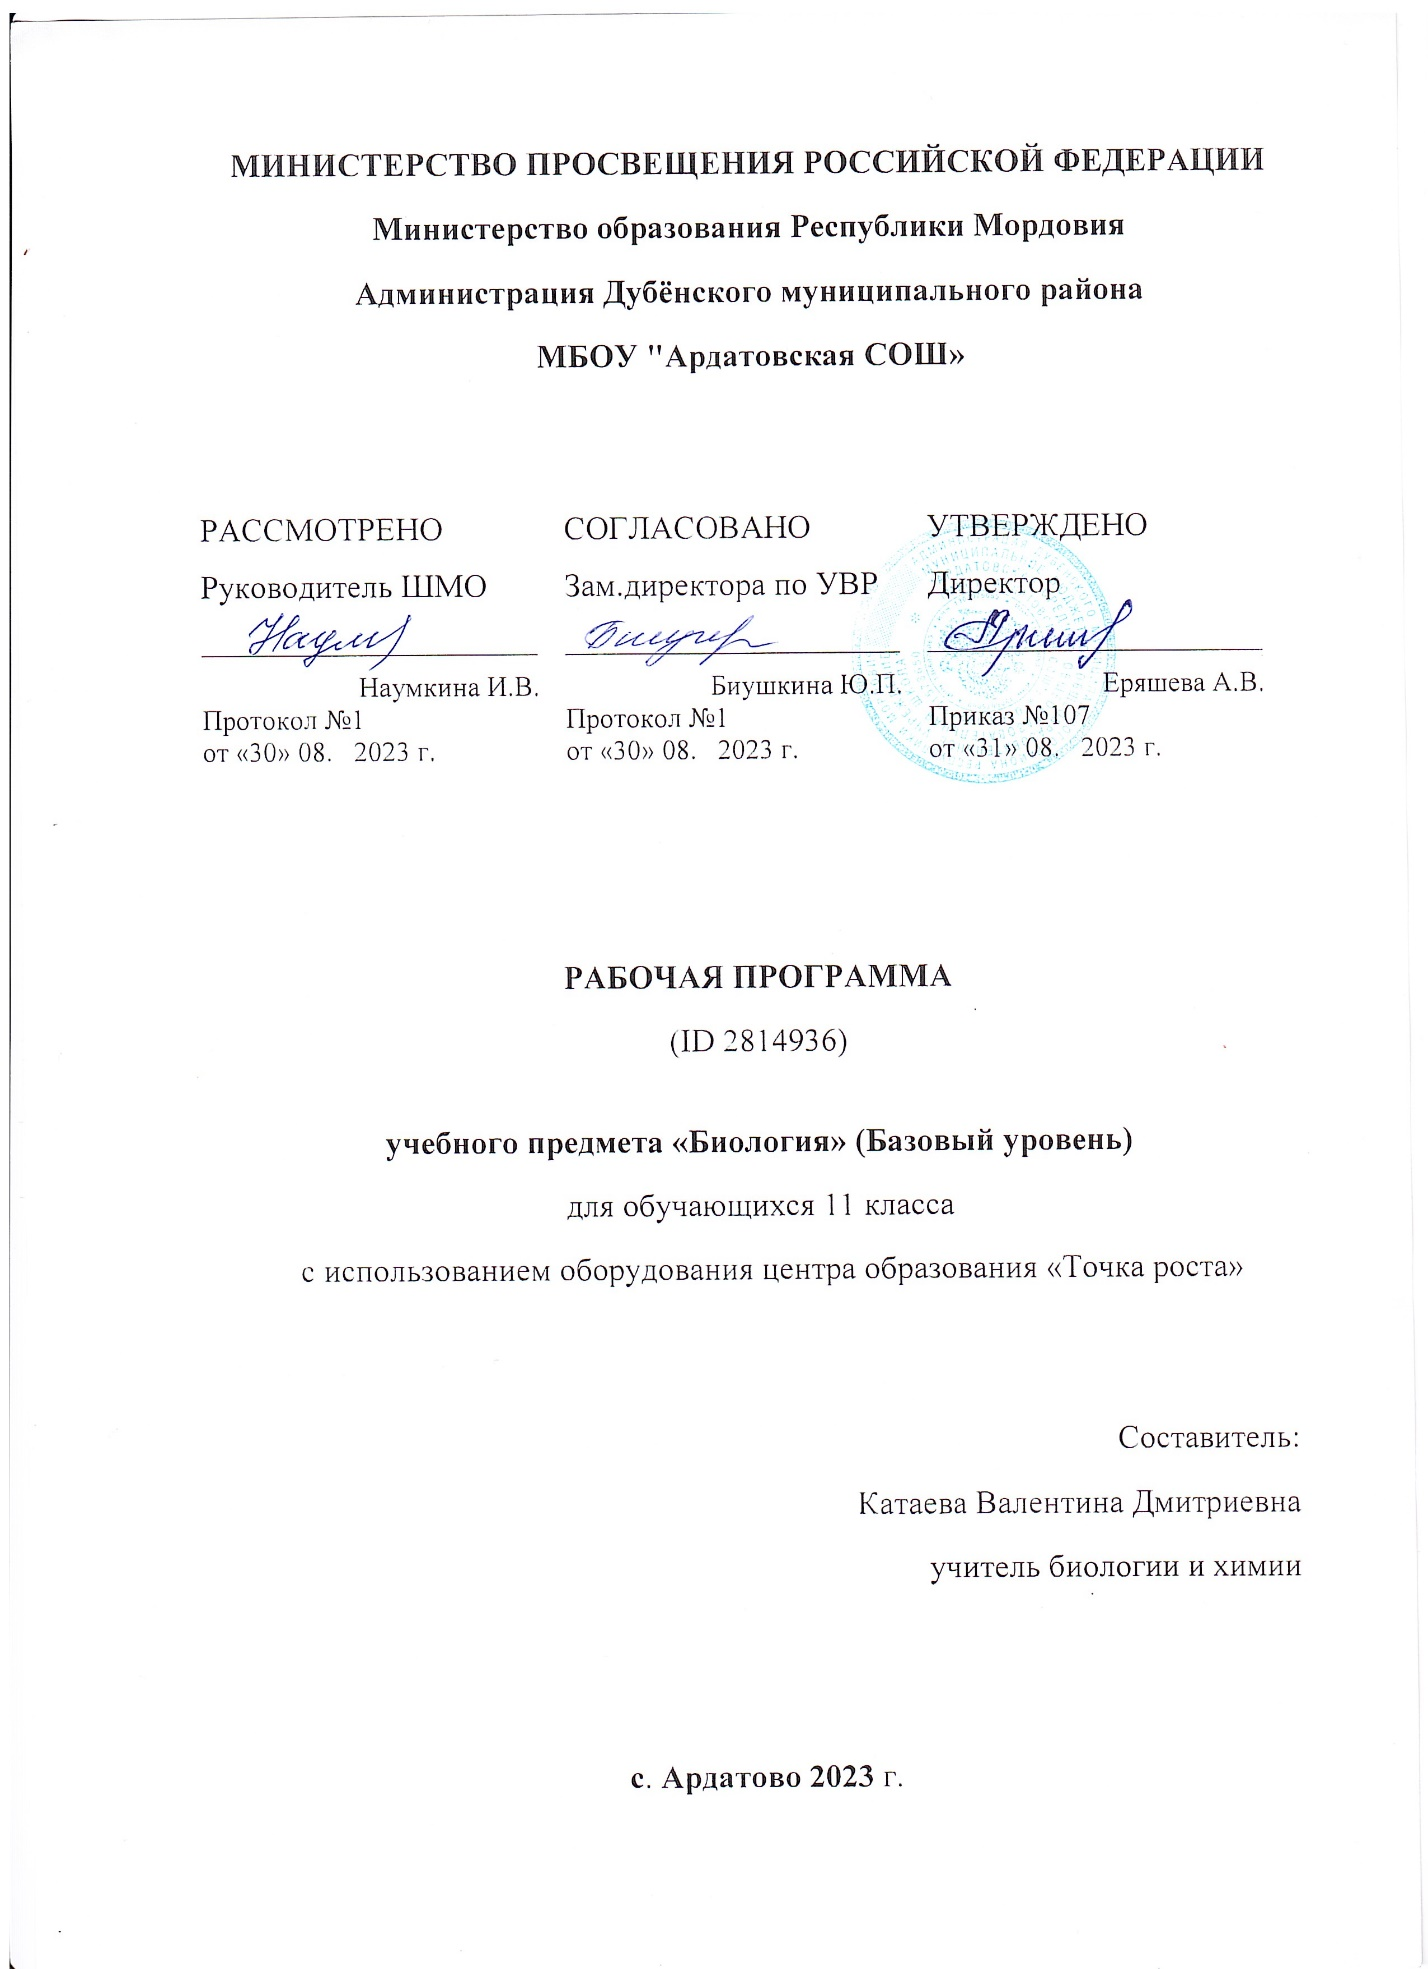 МИНИСТЕРСТВО ПРОСВЕЩЕНИЯ РОССИЙСКОЙ ФЕДЕРАЦИИ
Министерство образования Республики Мордовия
Администрация Дубёнского муниципального района
МБОУ "Ардатовская СОШ»
РАССМОТРЕНО
Руководитель ШМО
Наумкина И.В.
Протокол №1
от «30» 08. 2023 г.
СОГЛАСОВАНО
Зам.директора по УВР
Биушкина Ю.П.
Протокол №1
от «30» 08. 2023 г.
УТВЕРЖДЕНО
Директор
Еряшева А.В.
Приказ №107
от «31» 08. 2023 г.
РАБОЧАЯ ПРОГРАММА
(ID 2814936)
учебного предмета «Биология» (Базовый уровень)
для обучающихся 11 класса
с использованием оборудования центра образования «Точка роста»
Составитель:
Катаева Валентина Дмитриевна
учитель биологии и химии
с. Ардатово 2023 г.